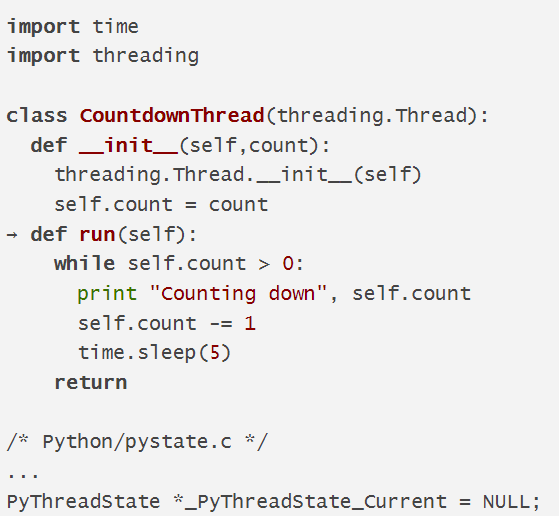 import time
import threading

class CountdownThread(threading.Thread):
  def __init__(self,count):
    threading.Thread.__init__(self)
    self.count = count
→ def run(self):
    while self.count > 0:
      print "Counting down", self.count
      self.count -= 1
      time.sleep(5)
    return

/* Python/pystate.c */
...
PyThreadState *_PyThreadState_Current = NULL;